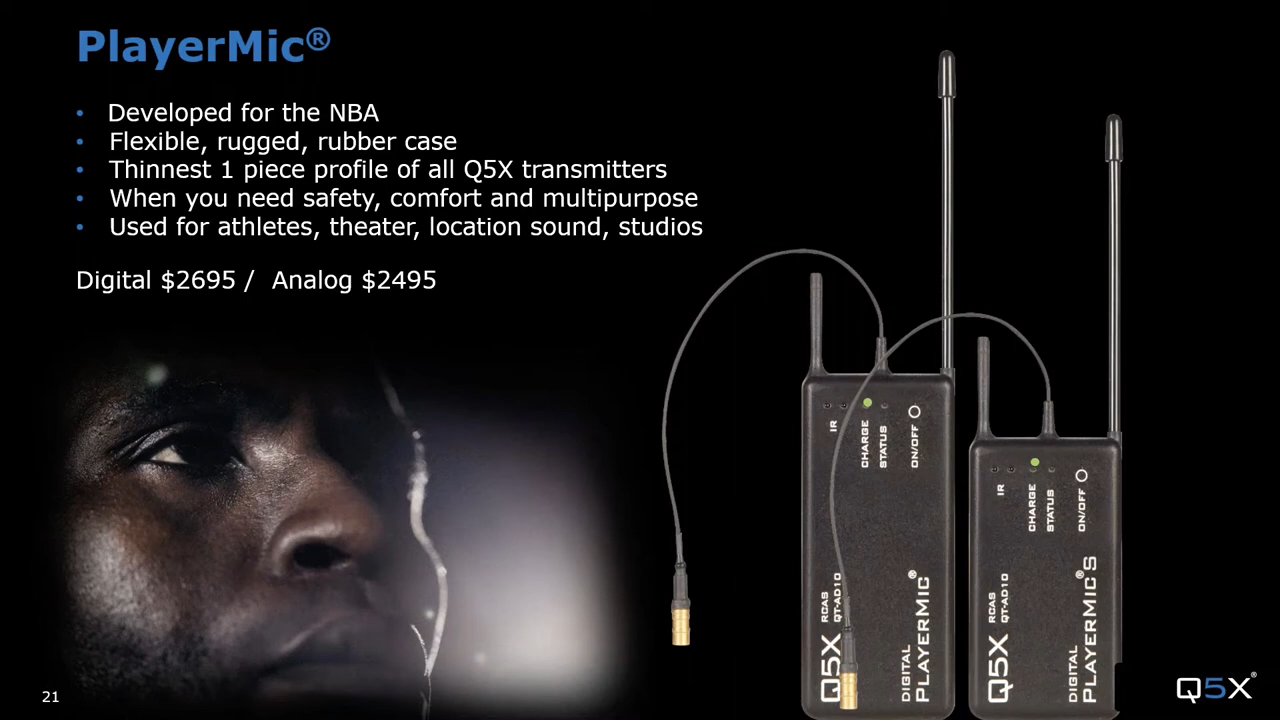 PlayerMic®
• Developed for the NBA
• Flexible, rugged, rubber case
• Thinnest 1 piece profile of all Q5X transmitters
• When you need safety, comfort and multipurpose
• Used for athletes, theater, location sound, studios
Digital $2695 / Analog $2495
IR
CHARGE
STATUS
ON/OFF
Q5X
RCAS
QT-AD10
DIGITAL
PLAYERMIC®
IR
CHARGE
STATUS
ON/OFF
Q5X
RCAS
QT-AD10
DIGITAL
PLAYERMIC®S
21
Q5X®